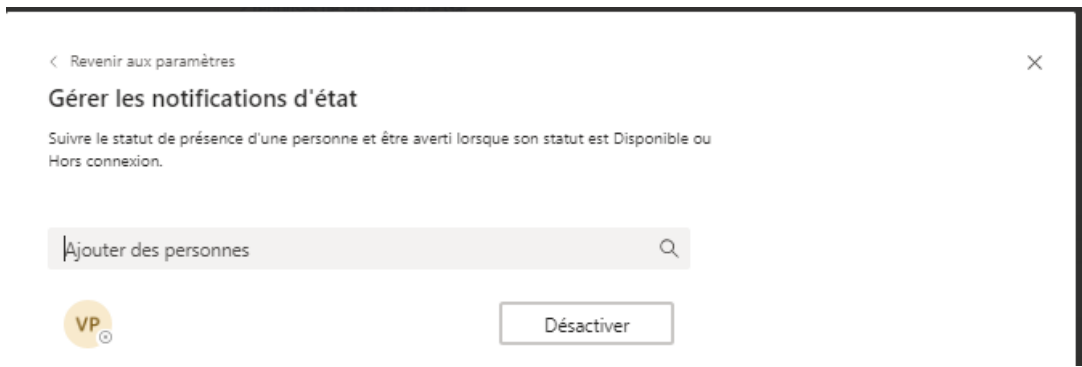 Revenir aux paramètres
Gérer les notifications d'état
Suivre le statut de présence d'une personne et être averti lorsque son statut est Disponible ou
Hors connexion.
Ajouter des personnes
VP
Désactiver